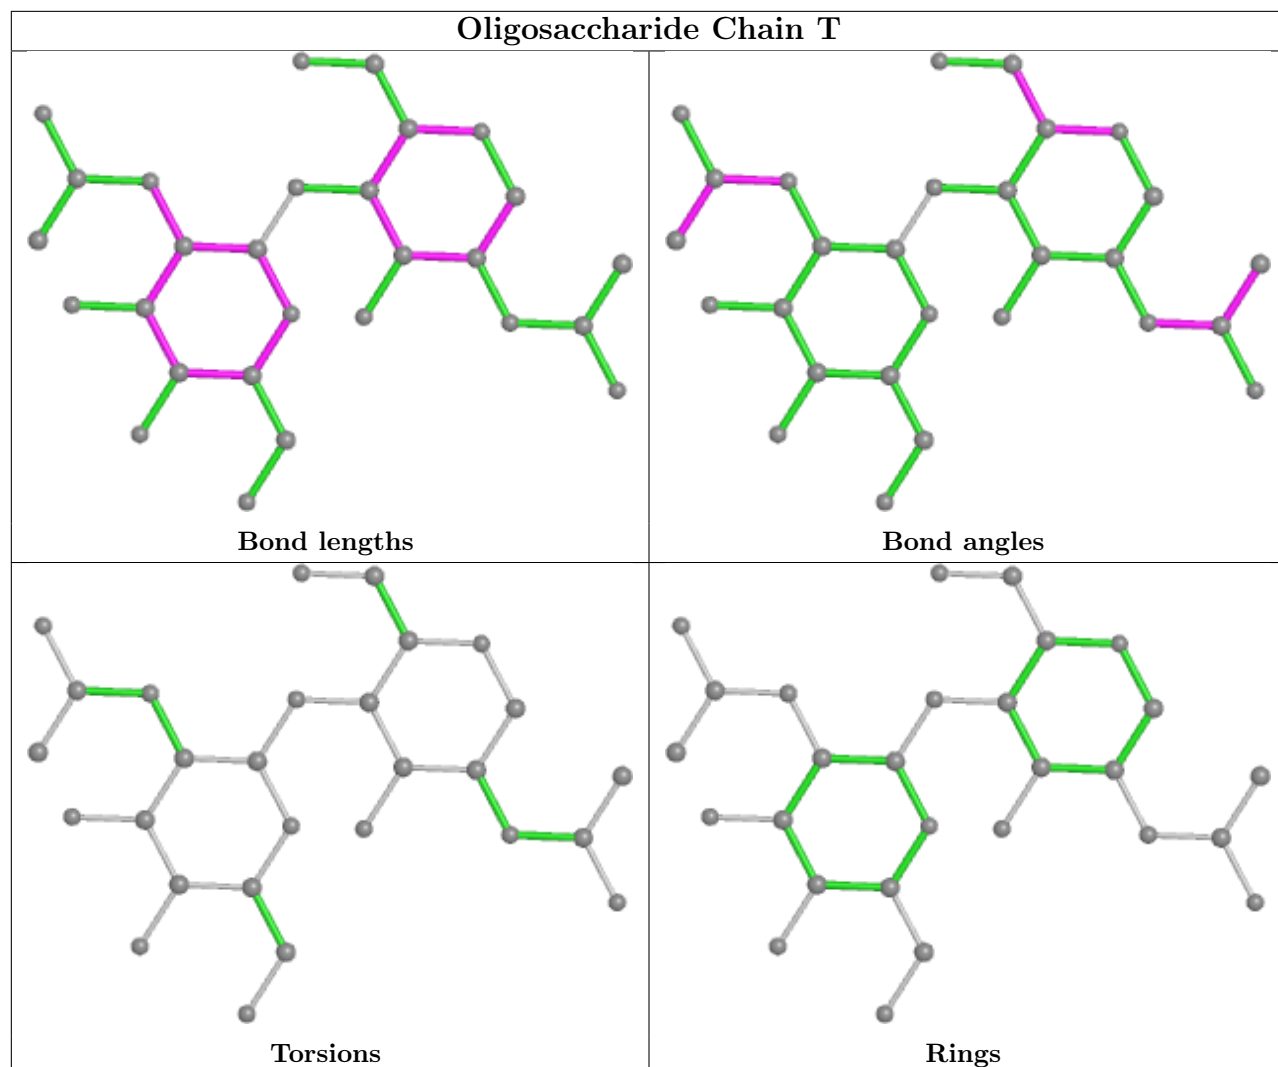 Oligosaccharide Chain T
Bond lengths
Bond angles
Torsions
Rings